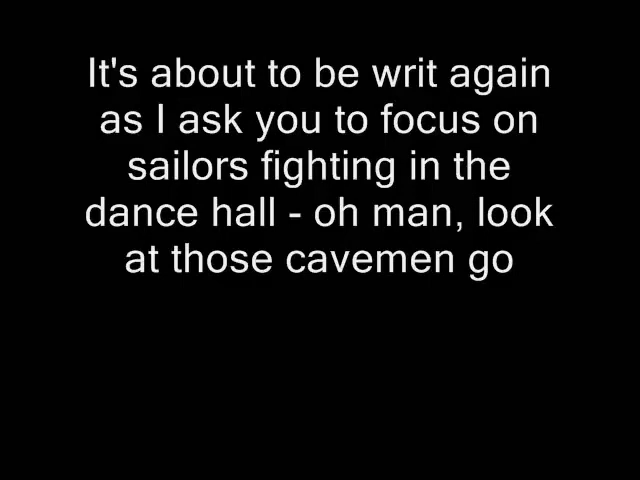 It's about to be writ again
as I ask you to focus on
sailors fighting in the
dance hall - oh man, look
at those cavemen go